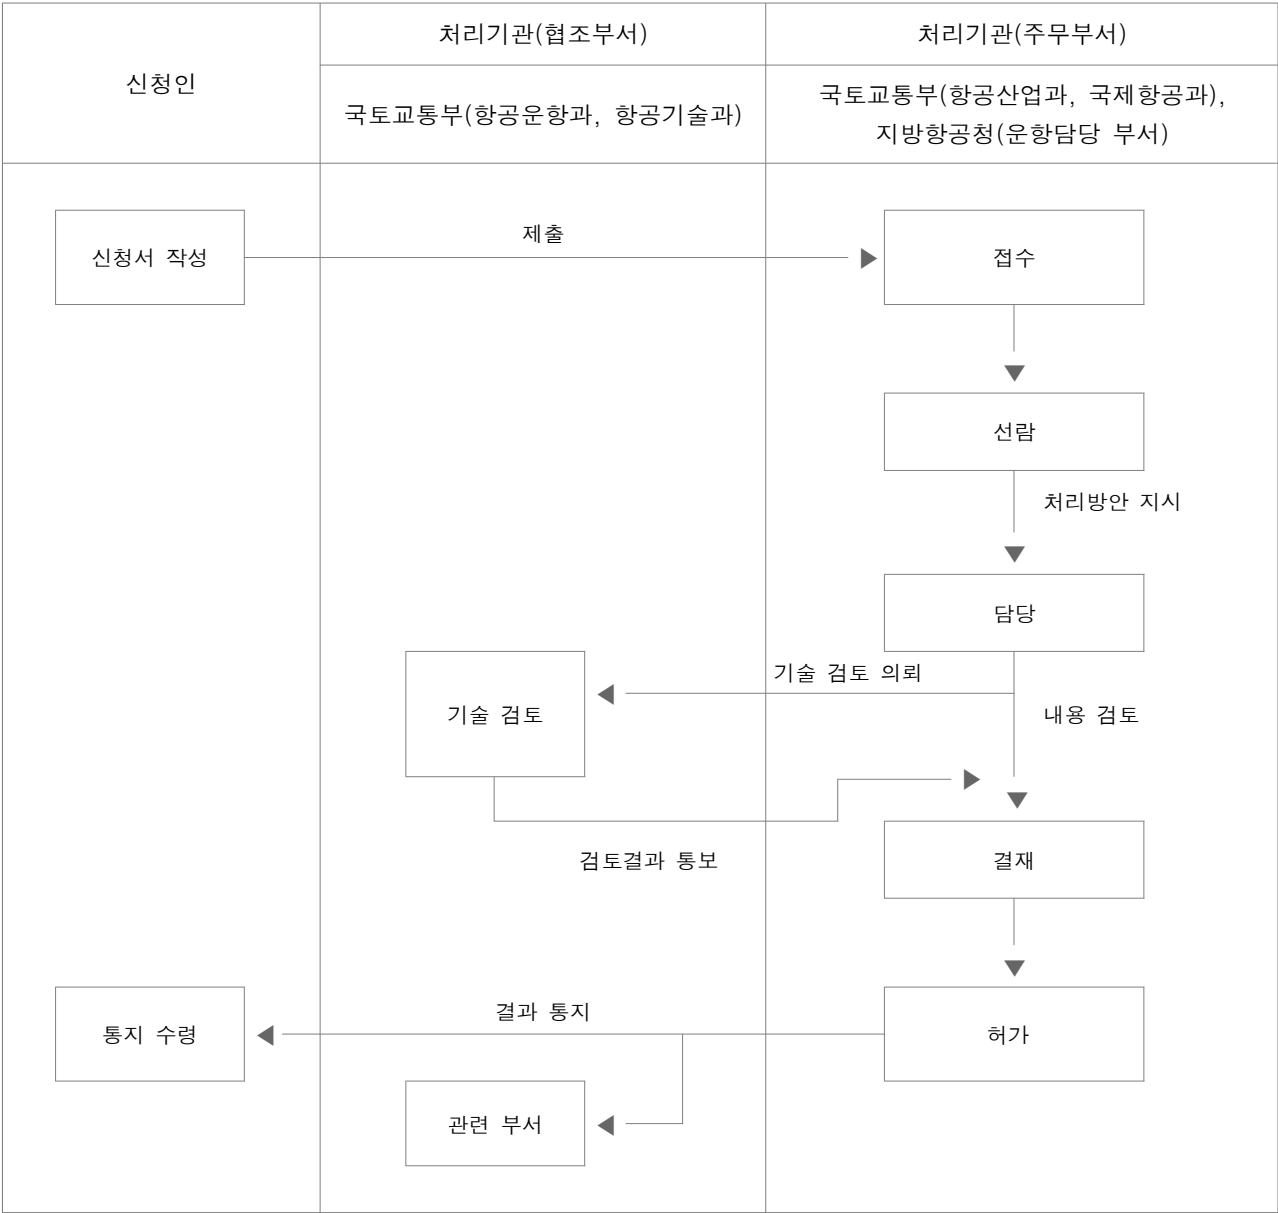 신청인
처리기관(협조부서)
처리기관(주무부서)
국토교통부(항공운항과, 항공기술과)
국토교통부(항공산업과, 국제항공과),
지방항공청(운항담당 부서)
신청서 작성
제출
접수
선람
처리방안 지시
담당
기술 검토 의뢰
기술 검토
내용 검토
검토결과 통보
결재
결과 통지
통지 수령
허가
관련 부서